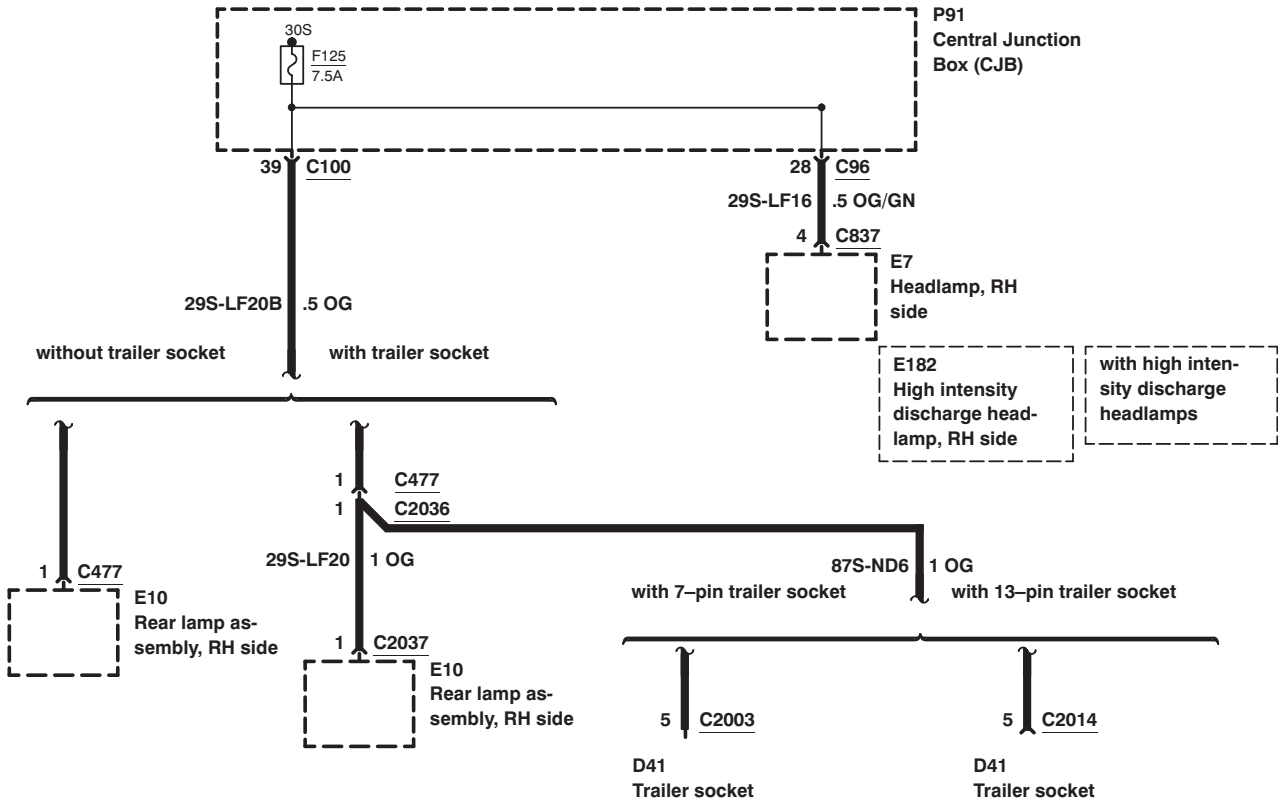 P91
Central Junction
Box (CJB)
30S
F125
7.5A
39 C100
28 C96
29S-LF16 .5 OG/GN
4 C837
E7
Headlamp, RH
side
29S-LF20B .5 OG
without trailer socket
with trailer socket
E182
High intensity
discharge head-
lamp, RH side
with high inten-
sity discharge
headlamps
1 C477
1 C2036
29S-LF20 1 OG
87S-ND6 1 OG
1 C477
E10
Rear lamp as-
sembly, RH side
with 7–pin trailer socket
with 13–pin trailer socket
1 C2037
E10
Rear lamp as-
sembly, RH side
5 C2003
5 C2014
D41
Trailer socket
D41
Trailer socket